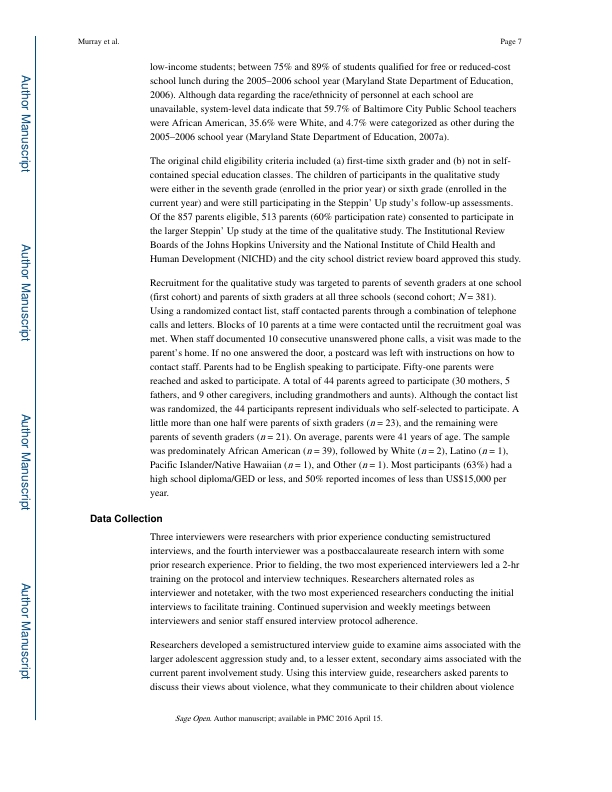 Murray et al.
Page 7
low-income students; between 75% and 89% of students qualified for free or reduced-cost
school lunch during the 2005–2006 school year (Maryland State Department of Education,
2006). Although data regarding the race/ethnicity of personnel at each school are
unavailable, system-level data indicate that 59.7% of Baltimore City Public School teachers
were African American, 35.6% were White, and 4.7% were categorized as other during the
2005–2006 school year (Maryland State Department of Education, 2007a).
The original child eligibility criteria included (a) first-time sixth grader and (b) not in self-
contained special education classes. The children of participants in the qualitative study
were either in the seventh grade (enrolled in the prior year) or sixth grade (enrolled in the
current year) and were still participating in the Steppin’ Up study’s follow-up assessments.
Of the 857 parents eligible, 513 parents (60% participation rate) consented to participate in
the larger Steppin’ Up study at the time of the qualitative study. The Institutional Review
Boards of the Johns Hopkins University and the National Institute of Child Health and
Human Development (NICHD) and the city school district review board approved this study.
Recruitment for the qualitative study was targeted to parents of seventh graders at one school
(first cohort) and parents of sixth graders at all three schools (second cohort; N = 381).
Using a randomized contact list, staff contacted parents through a combination of telephone
calls and letters. Blocks of 10 parents at a time were contacted until the recruitment goal was
met. When staff documented 10 consecutive unanswered phone calls, a visit was made to the
parent’s home. If no one answered the door, a postcard was left with instructions on how to
contact staff. Parents had to be English speaking to participate. Fifty-one parents were
reached and asked to participate. A total of 44 parents agreed to participate (30 mothers, 5
fathers, and 9 other caregivers, including grandmothers and aunts). Although the contact list
was randomized, the 44 participants represent individuals who self-selected to participate. A
little more than one half were parents of sixth graders (n = 23), and the remaining were
parents of seventh graders (n = 21). On average, parents were 41 years of age. The sample
was predominately African American (n = 39), followed by White (n = 2), Latino (n = 1),
Pacific Islander/Native Hawaiian (n = 1), and Other (n = 1). Most participants (63%) had a
high school diploma/GED or less, and 50% reported incomes of less than US$15,000 per
year.
Data Collection
Three interviewers were researchers with prior experience conducting semistructured
interviews, and the fourth interviewer was a postbaccalaureate research intern with some
prior research experience. Prior to fielding, the two most experienced interviewers led a 2-hr
training on the protocol and interview techniques. Researchers alternated roles as
interviewer and notetaker, with the two most experienced researchers conducting the initial
interviews to facilitate training. Continued supervision and weekly meetings between
interviewers and senior staff ensured interview protocol adherence.
Researchers developed a semistructured interview guide to examine aims associated with the
larger adolescent aggression study and, to a lesser extent, secondary aims associated with the
current parent involvement study. Using this interview guide, researchers asked parents to
discuss their views about violence, what they communicate to their children about violence
Sage Open. Author manuscript; available in PMC 2016 April 15.
Author Manuscript
Author Manuscript
Author Manuscript
Author Manuscript